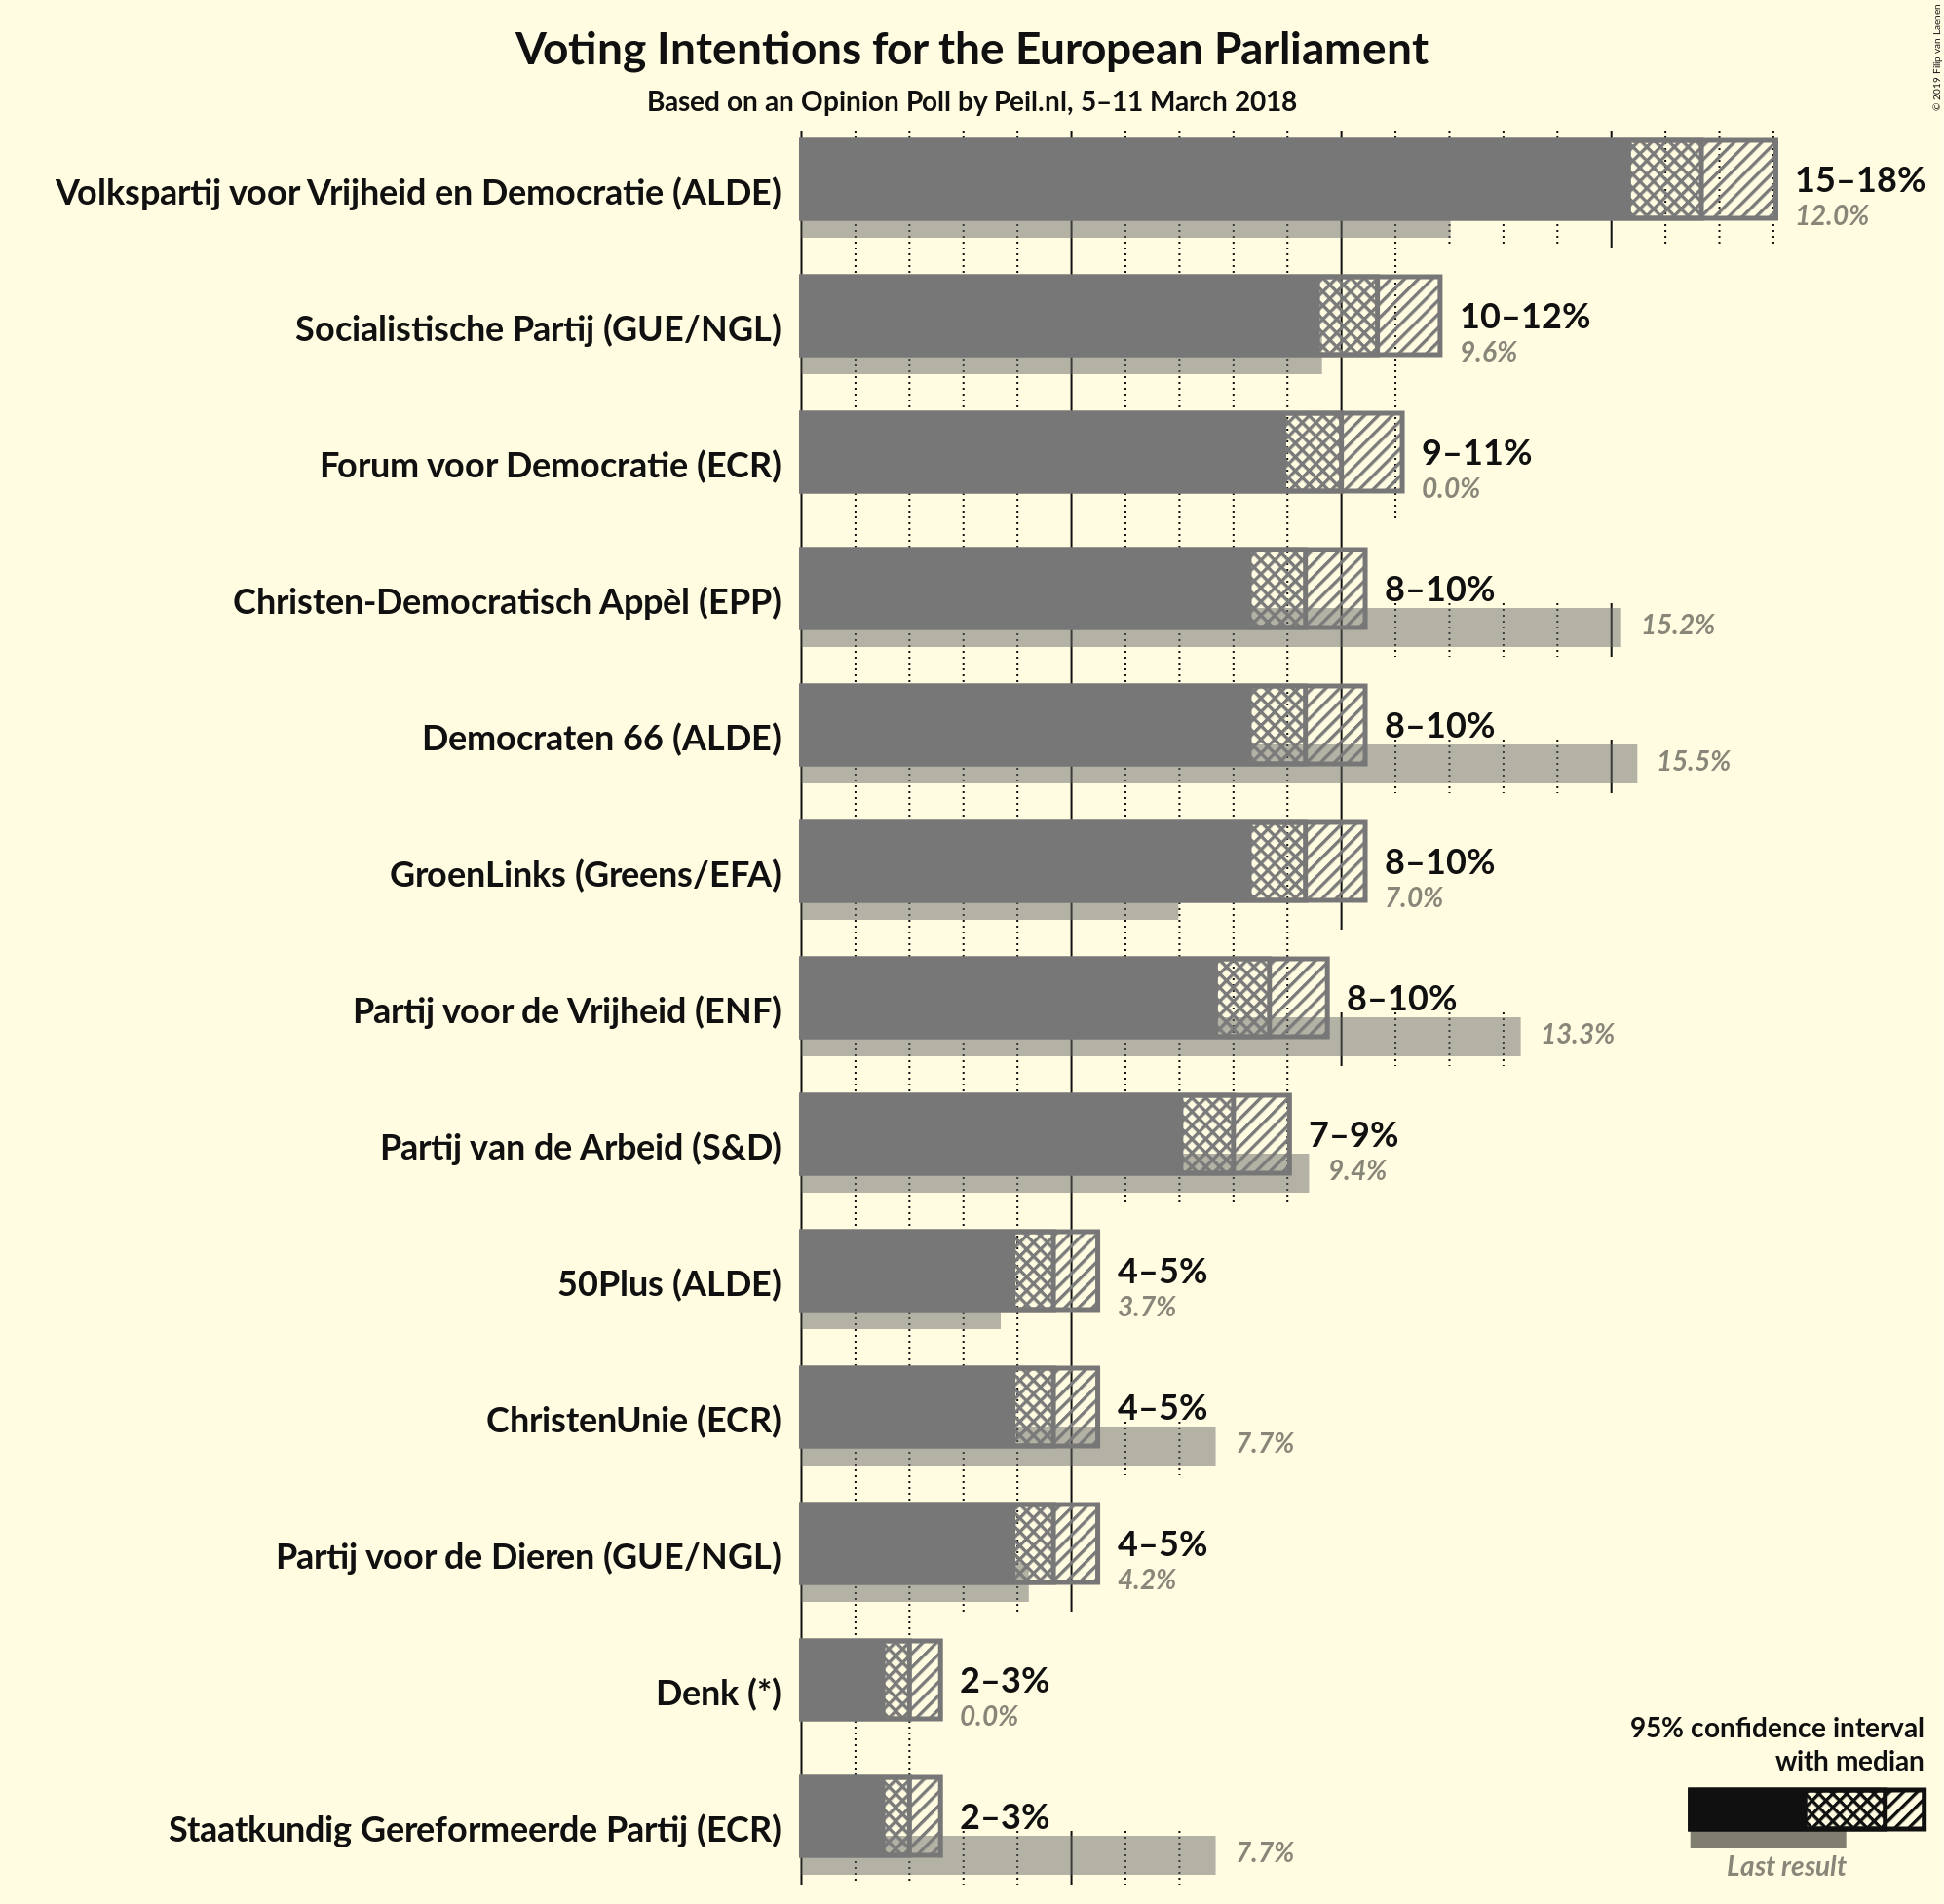 Voting Intentions for the European Parliament
Based on an Opinion Poll by Peil.nl, 5–11 March 2018
© 2019 Filip van Laenen
Volkspartij voor Vrijheid en Democratie (ALDE)
15–18%
12.0%
Socialistische Partij (GUE/NGL)
10–12%
9.6%
Forum voor Democratie (ECR)
9–11%
0.0%
Christen-Democratisch Appèl (EPP)
8–10%
15.2%
Democraten 66 (ALDE)
8–10%
15.5%
GroenLinks (Greens/EFA)
8–10%
7.0%
Partij voor de Vrijheid (ENF)
8–10%
13.3%
Partij van de Arbeid (S&D)
7–9%
9.4%
50Plus (ALDE)
4–5%
3.7%
ChristenUnie (ECR)
4–5%
7.7%
Partij voor de Dieren (GUE/NGL)
4–5%
4.2%
Denk (*)
2–3%
0.0%
Staatkundig Gereformeerde Partij (ECR)
2–3%
7.7%
95% confidence interval
with median
Last result